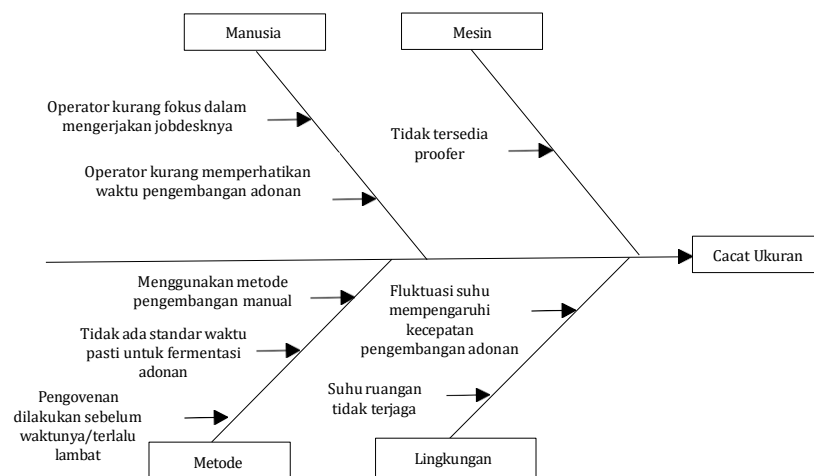 Manusia
Mesin
Operator kurang fokus dalam
mengerjakan jobdesknya
Operator kurang memperhatikan
waktu pengembangan adonan
Tidak tersedia
proofer
Cacat Ukuran
Menggunakan metode
pengembangan manual
Tidak ada standar waktu
pasti untuk fermentasi
adonan
Pengovenan
dilakukan sebelum
waktunya/terlalu
lambat
Fluktuasi suhu
mempengaruhi
kecepatan
pengembangan adonan
Suhu ruangan
tidak terjaga
Metode
Lingkungan